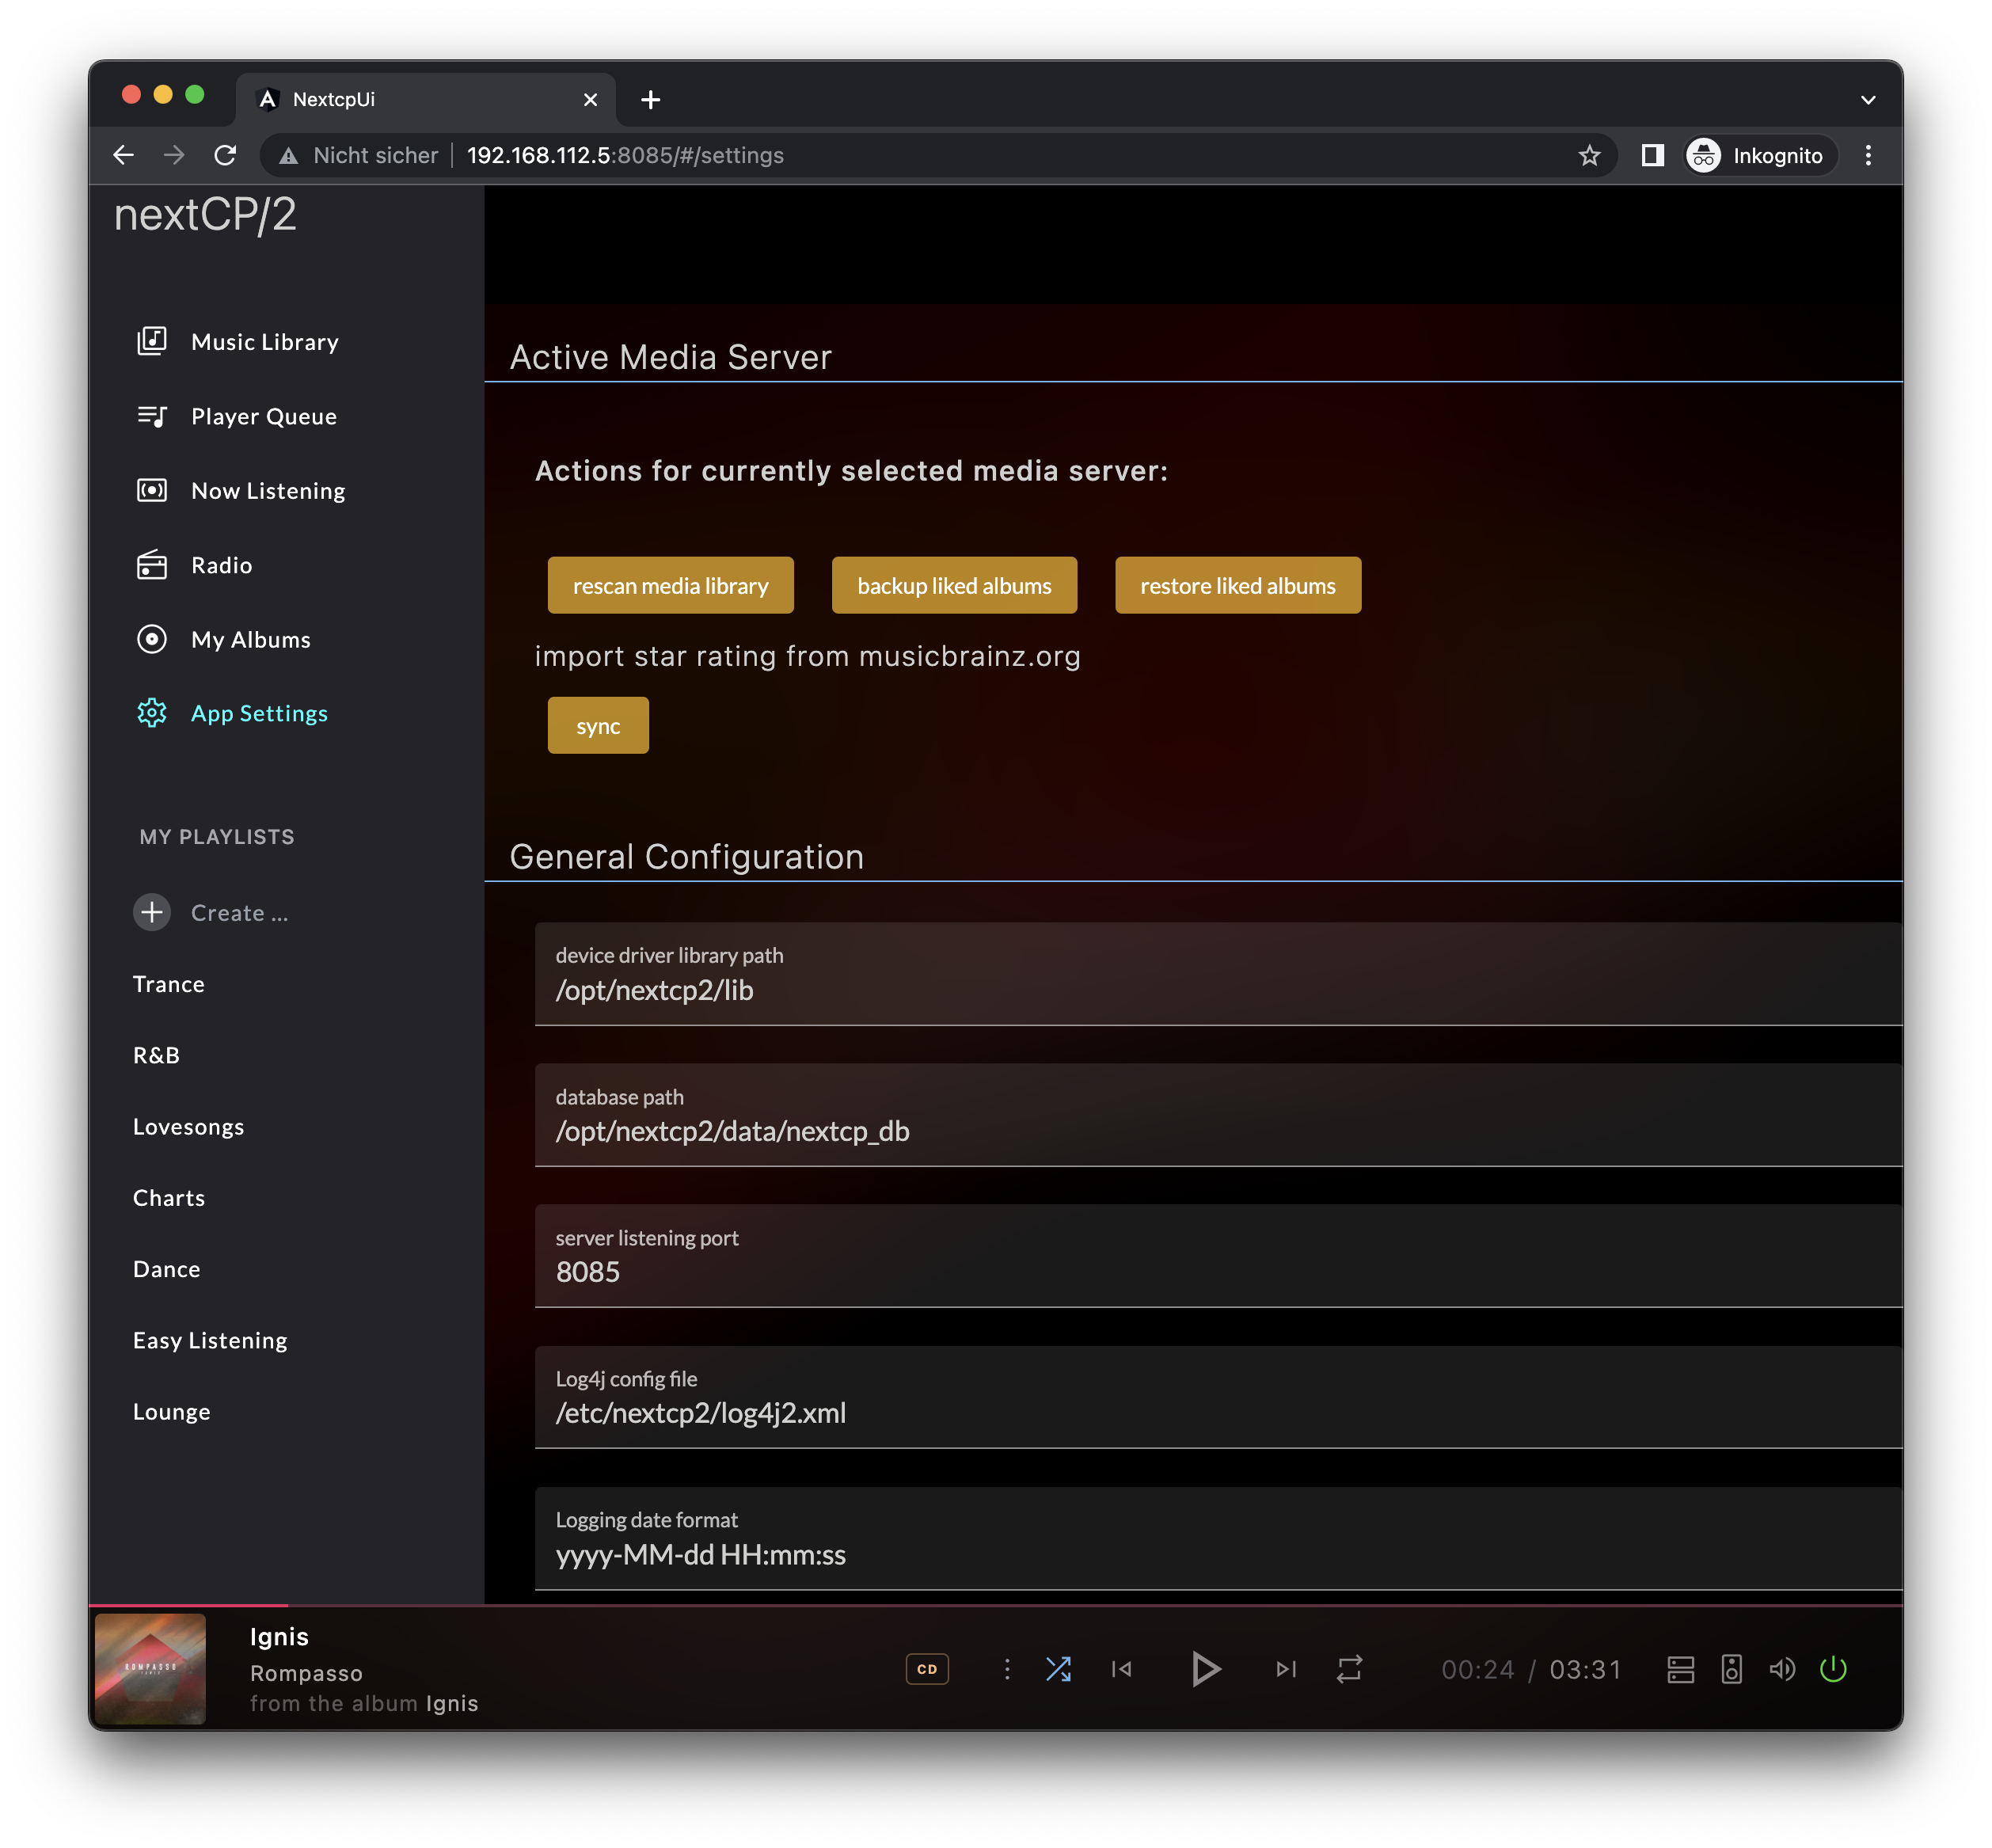 NextcpUi
Nicht sicher
192.168.112.5:8085/#/settings
Inkognito
nextCP/2
Music Library
Player Queue
Now Listening
Radio
My Albums
App Settings
MY PLAYLISTS
Create ...
Trance
R&B
Lovesongs
Charts
Dance
Easy Listening
Lounge
Active Media Server
Actions for currently selected media server:
rescan media library
backup liked albums
restore liked albums
import star rating from musicbrainz.org
sync
General Configuration
device driver library path
/opt/nextcp2/lib
database path
/opt/nextcp2/data/nextcp_db
server listening port
8085
Log4j config file
/etc/nextcp2/log4j2.xml
Logging date format
yyyy-MM-dd HH:mm:ss
ROMPASSO
Ignis
Rompasso
from the album Ignis
CD
00:24 / 03:31